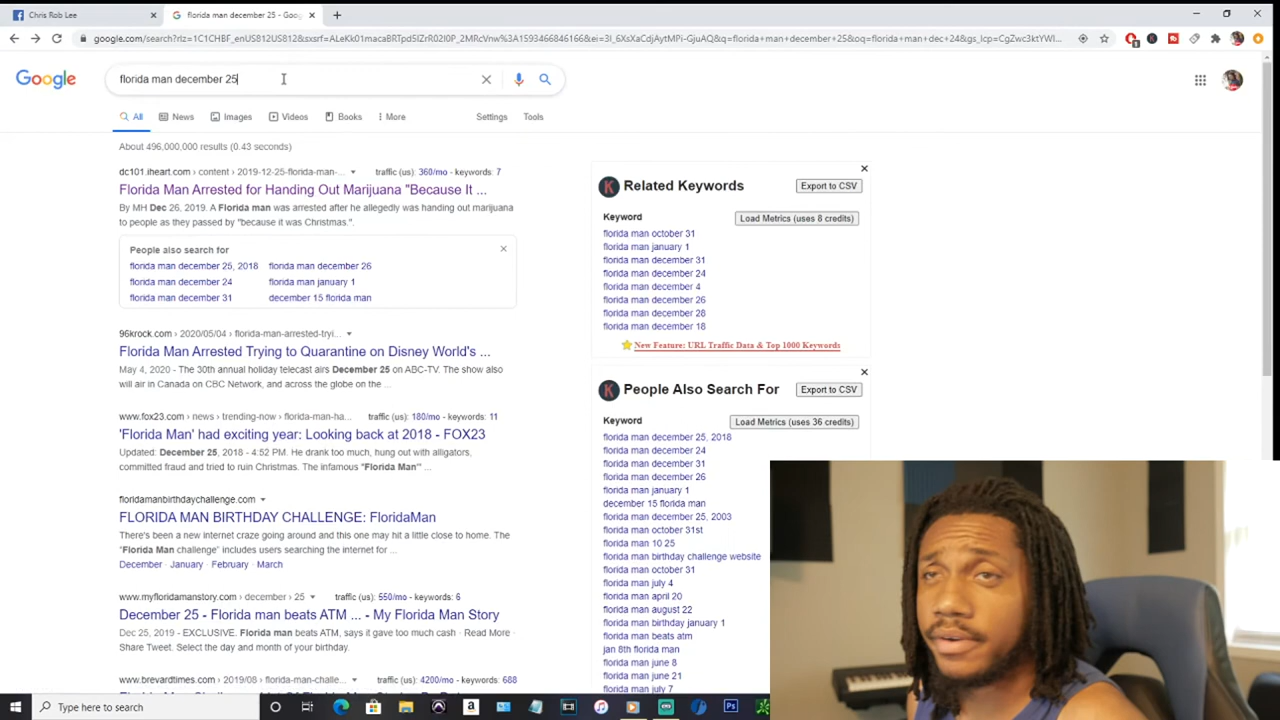 Chris Rob Lee
florida man december 25 - Goo
Google
florida man december 25
All News Images Videos Books More Settings Tools
About 496,000,000 results (0.43 seconds)
dc101.iheart.com › content › 2019-12-25-florida-man-... traffic (us): 360/mo - keywords: 7
Florida Man Arrested for Handing Out Marijuana "Because It ...
By MH Dec 26, 2019. A Florida man was arrested after he allegedly was handing out marijuana
to people as they passed by "because it was Christmas.".
People also search for
florida man december 25, 2018 florida man december 26
florida man december 24 florida man january 1
florida man december 31 december 15 florida man
96krock.com › 2020/05/04 › florida-man-arrested-tryi...
Florida Man Arrested Trying to Quarantine on Disney World's ...
May 4, 2020 - The 30th annual holiday telecast airs December 25 on ABC-TV. The show also
will air in Canada on CBC Network, and across the globe on the ...
www.fox23.com › news › trending-now › florida-man-ha... traffic (us): 180/mo - keywords: 11
'Florida Man' had exciting year: Looking back at 2018 - FOX23
Updated: December 25, 2018 - 4:52 PM. He drank too much, hung out with alligators,
committed fraud and tried to ruin Christmas. The infamous "Florida Man'" ...
floridamanbirthdaychallenge.com
FLORIDA MAN BIRTHDAY CHALLENGE: FloridaMan
There's been a new internet craze going around and this one may hit a little close to home. The
"Florida Man challenge" includes users searching the internet for ...
December · January · February · March
www.myfloridamanstory.com › december › 25 traffic (us): 550/mo - keywords: 6
December 25 - Florida man beats ATM ... - My Florida Man Story
Dec 25, 2019 - EXCLUSIVE. Florida man beats ATM, says it gave too much cash · Read More ·
Share Tweet. Select the day and month of your birthday.
www.brevardtimes.com › 2019/08 › florida-man-challe... traffic (us): 4200/mo - keywords: 688
Related Keywords Export to CSV
Keyword Load Metrics (uses 8 credits)
florida man october 31
florida man january 1
florida man december 31
florida man december 24
florida man december 4
florida man december 26
florida man december 28
florida man december 18
New Feature: URL Traffic Data & Top 1000 Keywords
People Also Search For Export to CSV
Keyword Load Metrics (uses 36 credits)
florida man december 25, 2018
florida man december 24
florida man december 31
florida man december 26
florida man january 1
december 15 florida man
florida man december 25, 2003
florida man october 31st
florida man 10 25
florida man birthday challenge website
florida man october 31
florida man july 4
florida man april 20
florida man august 22
florida man birthday january 1
florida man beats atm
jan 8th florida man
florida man june 8
florida man june 21
florida man july 7
Type here to search